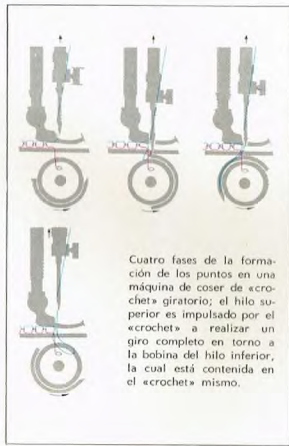 Cuatro fases de la forma-
ción de los puntos en una
máquina de coser de «cro-
chet» giratorio; el hilo su-
perior es impulsado por el
«crochet» a realizar un
giro completo en torno a
la bobina del hilo inferior,
la cual está contenida en
el «crochet» mismo.